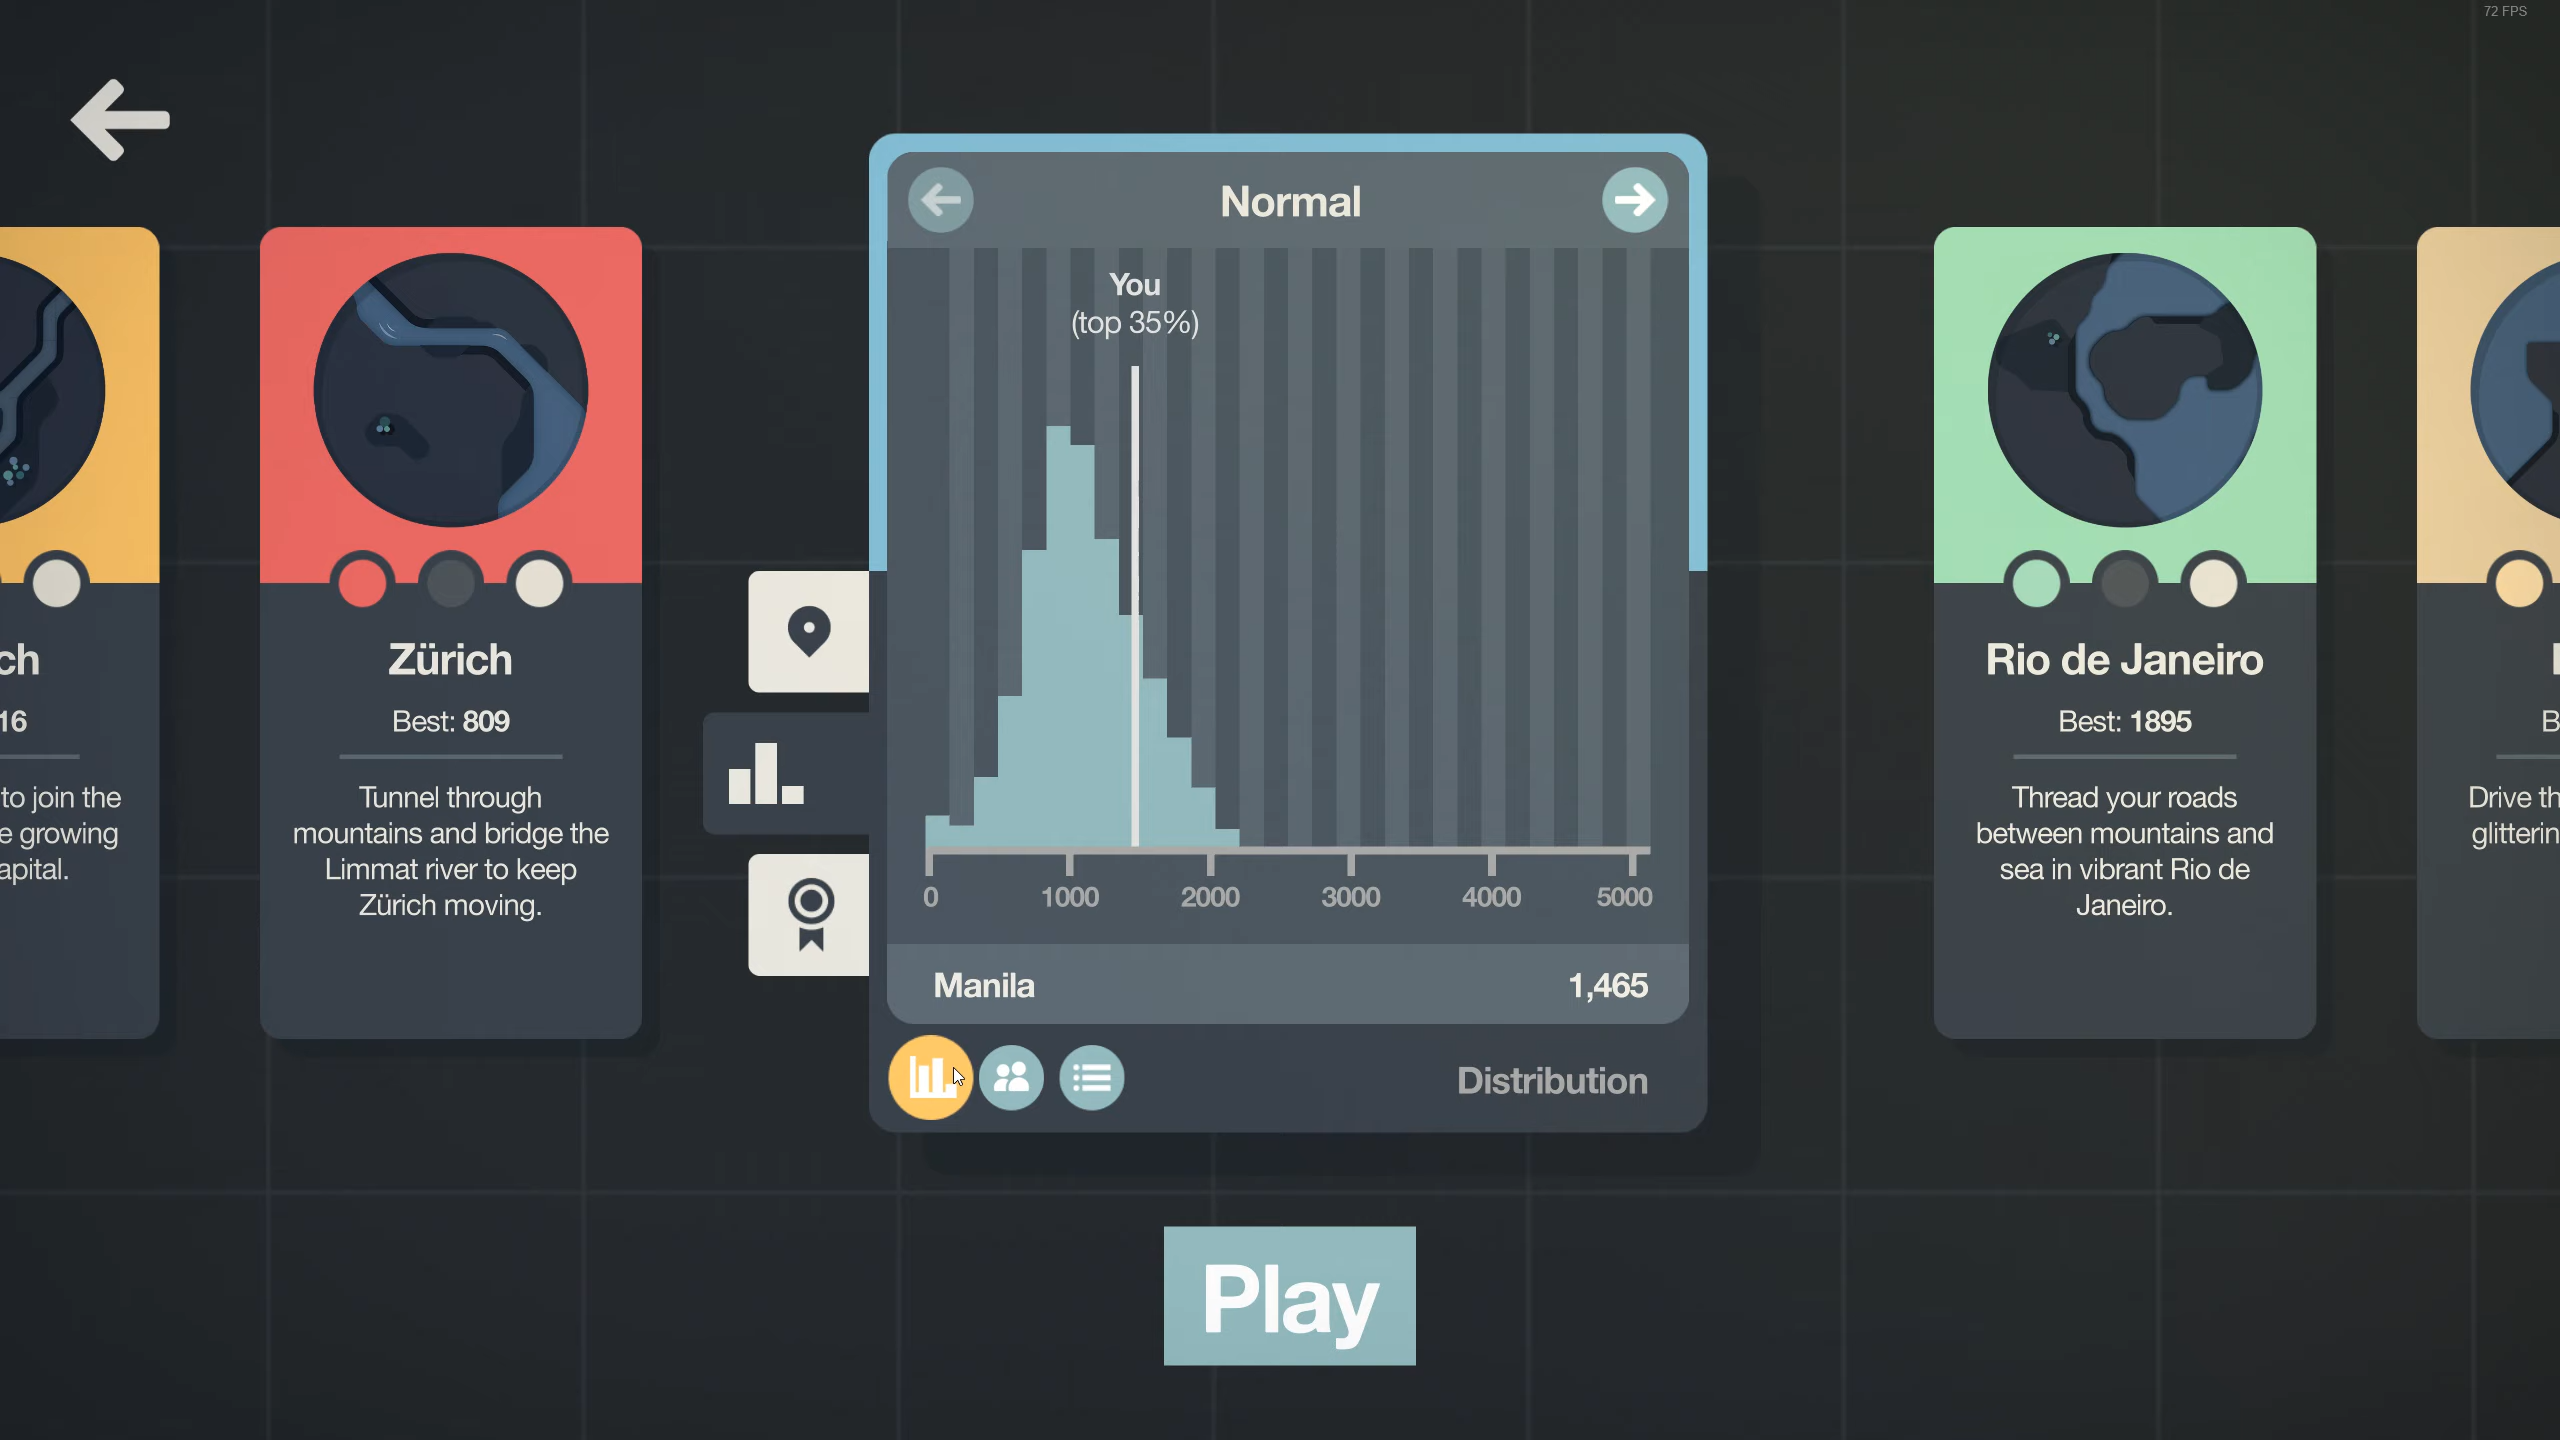 72 FPS
Normal
You
(top 35%)
0 1000 2000 3000 4000 5000
Manila 1,465
Distribution
Play
ch
16
to join the
e growing
apital.
Zürich
Best: 809
Tunnel through
mountains and bridge the
Limmat river to keep
Zürich moving.
Rio de Janeiro
Best: 1895
Thread your roads
between mountains and
sea in vibrant Rio de
Janeiro.
B
Drive th
glitterin